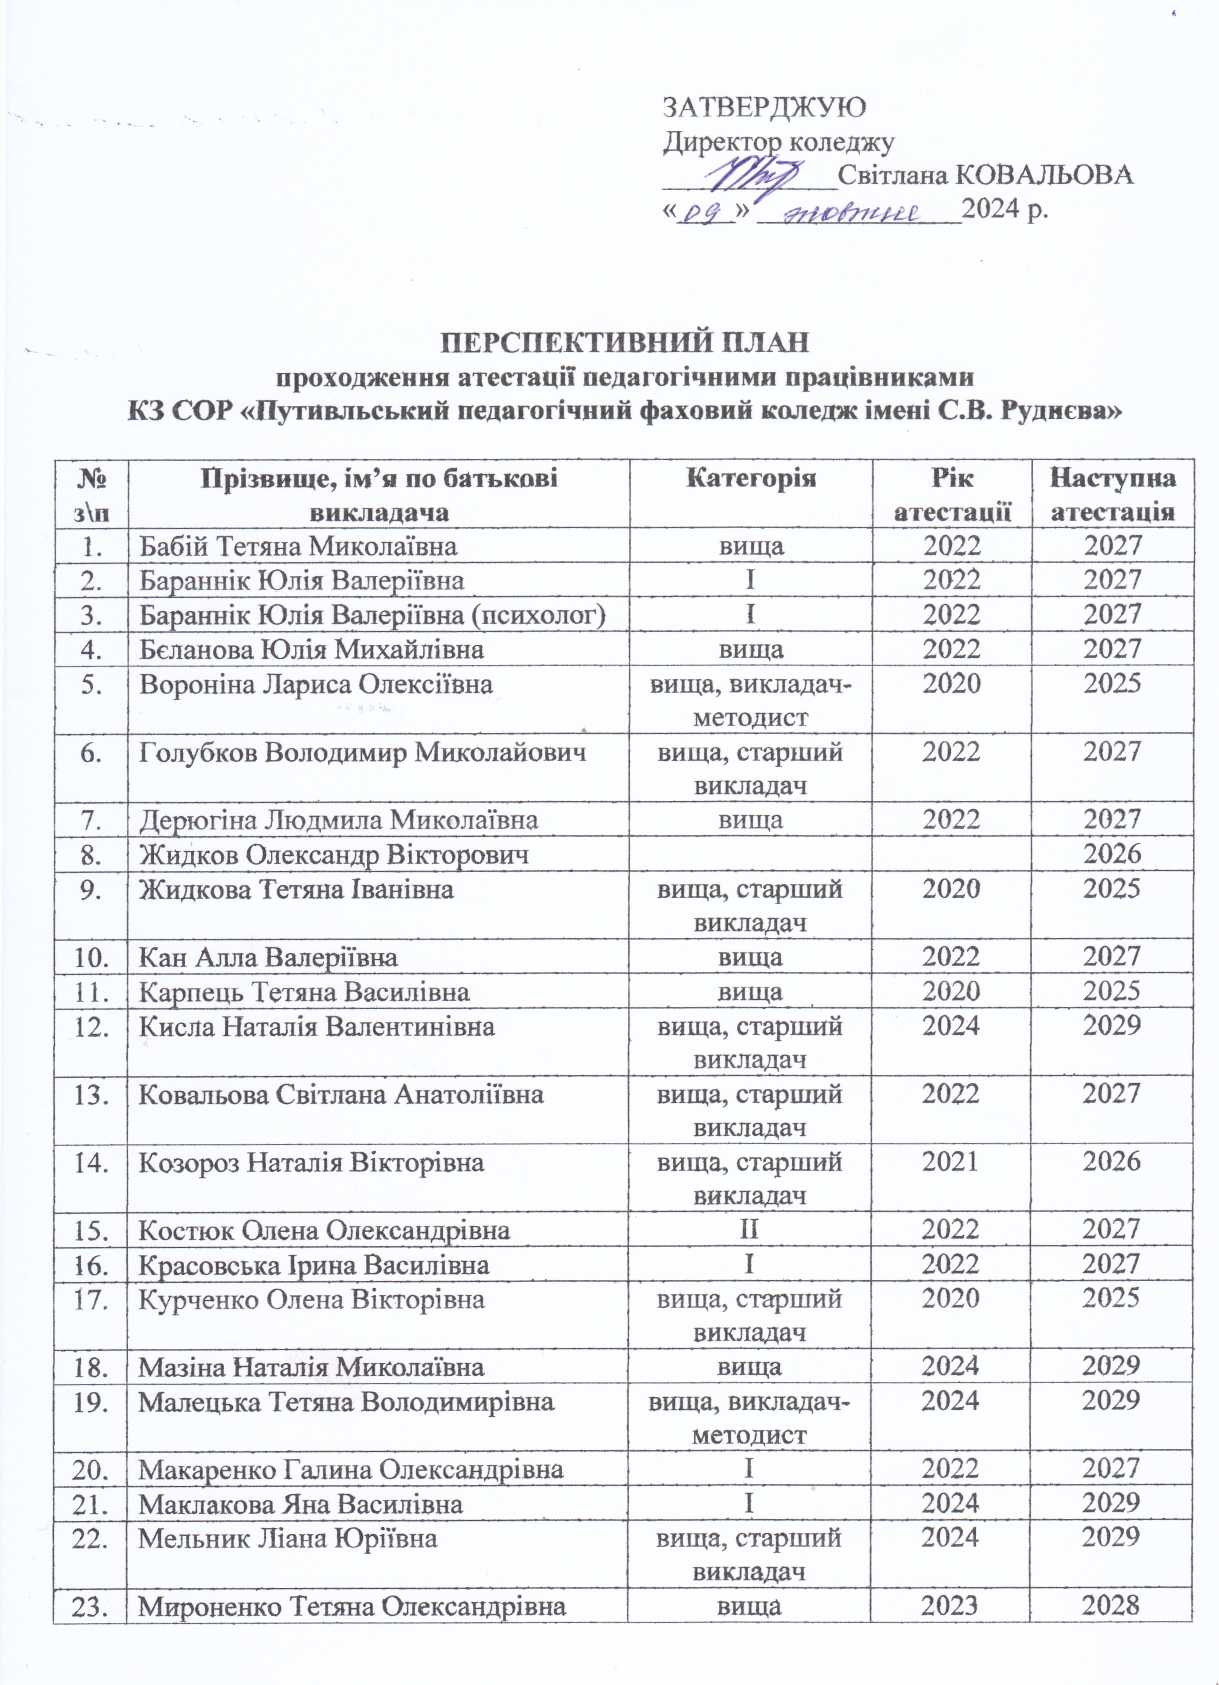 ЗАТВЕРДЖУЮ
Директор коледжу
____________Світлана КОВАЛЬОВА
«09» жовтня 2024 р.
ПЕРСПЕКТИВНИЙ ПЛАН
проходження атестації педагогічними працівниками
КЗ СОР «Путивльський педагогічний фаховий коледж імені С.В. Руднєва»
№ Прізвище, ім’я по батькові Категорія Рік Наступна
з\п викладача атестації атестація
1. Бабій Тетяна Миколаївна вища 2022 2027
2. Бараннік Юлія Валеріївна І 2022 2027
3. Бараннік Юлія Валеріївна (психолог) І 2022 2027
4. Бєланова Юлія Михайлівна вища 2022 2027
5. Вороніна Лариса Олексіївна вища, викладач- 2020 2025
методист
6. Голубков Володимир Миколайович вища, старший 2022 2027
викладач
7. Дерюгіна Людмила Миколаївна вища 2022 2027
8. Жидков Олександр Вікторович 2026
9. Жидкова Тетяна Іванівна вища, старший 2020 2025
викладач
10. Кан Алла Валеріївна вища 2022 2027
11. Карпець Тетяна Василівна вища 2020 2025
12. Кисла Наталія Валентинівна вища, старший 2024 2029
викладач
13. Ковальова Світлана Анатоліївна вища, старший 2022 2027
викладач
14. Козороз Наталія Вікторівна вища, старший 2021 2026
викладач
15. Костюк Олена Олександрівна ІІ 2022 2027
16. Красовська Ірина Василівна І 2022 2027
17. Курченко Олена Вікторівна вища, старший 2020 2025
викладач
18. Мазіна Наталія Миколаївна вища 2024 2029
19. Малецька Тетяна Володимирівна вища, викладач- 2024 2029
методист
20. Макаренко Галина Олександрівна І 2022 2027
21. Маклакова Яна Василівна І 2024 2029
22. Мельник Ліана Юріївна вища, старший 2024 2029
викладач
23. Мироненко Тетяна Олександрівна вища 2023 2028